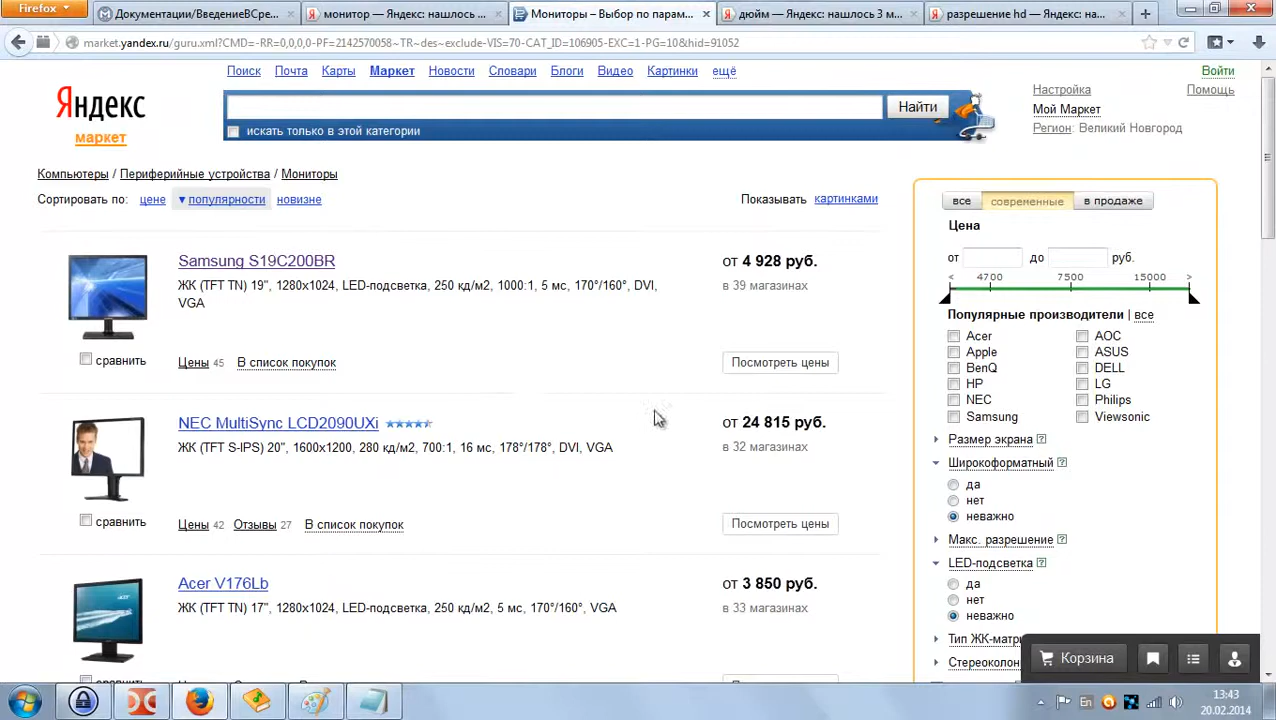 Firefox
Документации/ВведениеВСре...
монитор — Яндекс: нашлось ...
Мониторы – Выбор по парам...
дюйм — Яндекс: нашлось 3 м...
разрешение hd — Яндекс: на...
market.yandex.ru/guru.xml?CMD=-RR=0,0,0,0-PF=2142570058~TR~des~exclude-VIS=70-CAT_ID=106905-EXC=1-PG=10&hid=91052
Поиск Почта Карты Маркет Новости Словари Блоги Видео Картинки ещё
Войти
Яндекс
маркет
Найти
искать только в этой категории
Настройка
Помощь
Мой Маркет
Регион: Великий Новгород
Компьютеры / Периферийные устройства / Мониторы
Сортировать по: цене ▼ популярности новизне
Показывать картинками
Samsung S19C200BR
ЖК (TFT TN) 19", 1280x1024, LED-подсветка, 250 кд/м2, 1000:1, 5 мс, 170°/160°, DVI,
VGA
от 4 928 руб.
в 39 магазинах
сравнить
Цены 45 В список покупок
Посмотреть цены
NEC MultiSync LCD2090UXi
ЖК (TFT S-IPS) 20", 1600x1200, 280 кд/м2, 700:1, 16 мс, 178°/178°, DVI, VGA
от 24 815 руб.
в 32 магазинах
сравнить
Цены 42 Отзывы 27 В список покупок
Посмотреть цены
Acer V176Lb
ЖК (TFT TN) 17", 1280x1024, LED-подсветка, 250 кд/м2, 5 мс, 170°/160°, VGA
от 3 850 руб.
в 33 магазинах
все современные в продаже
Цена
от до руб.
< 4700 7500 15000 >
Популярные производители | все
Acer AOC
Apple ASUS
BenQ DELL
HP LG
NEC Philips
Samsung Viewsonic
Размер экрана ?
Широкоформатный ?
да
нет
неважно
Макс. разрешение ?
LED-подсветка ?
да
нет
неважно
Тип ЖК-матри
Стереоколон
Корзина
En
13:43
20.02.2014